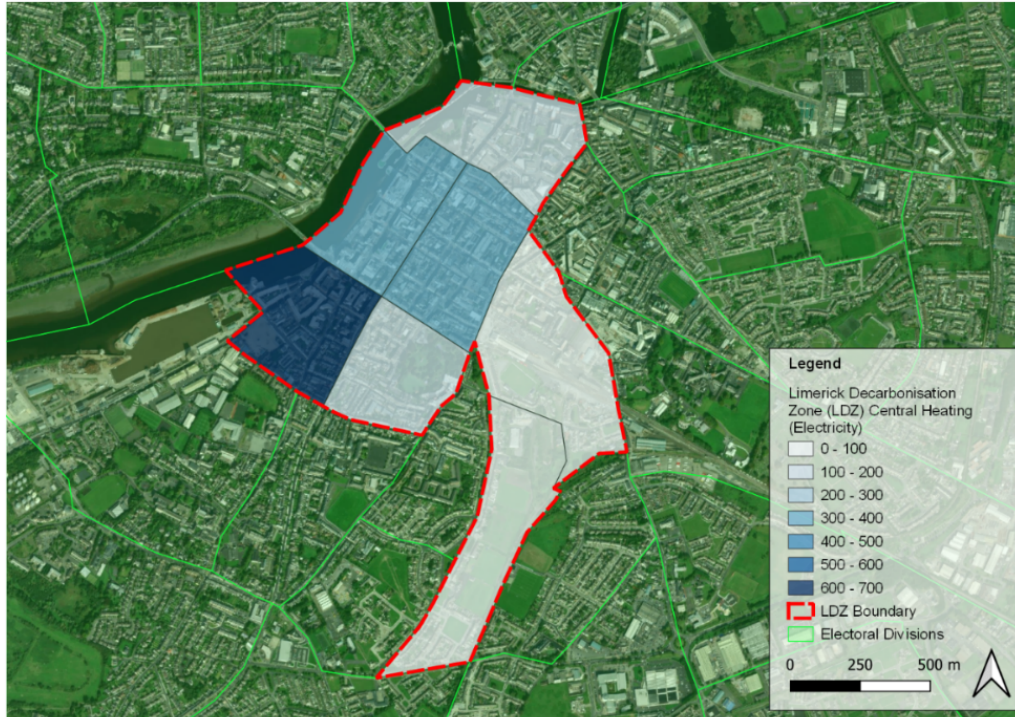 Legend
Limerick Decarbonisation
Zone (LDZ) Central Heating
(Electricity)
0 - 100
100 - 200
200 - 300
300 - 400
400 - 500
500 - 600
600 - 700
LDZ Boundary
Electoral Divisions
0 250 500 m